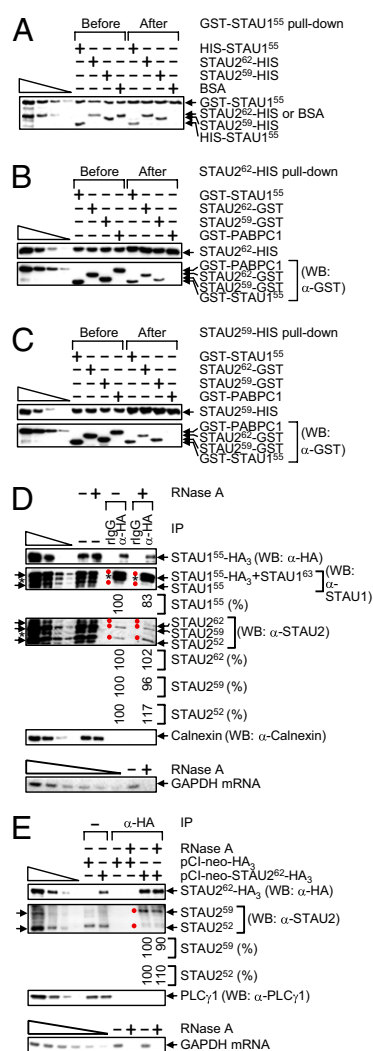 A
Before After GST-STAU1⁵⁵ pull-down
+ − − − + − − − HIS-STAU1⁵⁵
− + − − − + − − STAU2⁶²-HIS
− − + − − − + − STAU2⁵⁹-HIS
− − − + − − − + BSA
GST-STAU1⁵⁵
STAU2⁶²-HIS or BSA
STAU2⁵⁹-HIS
HIS-STAU1⁵⁵
B
Before After STAU2⁶²-HIS pull-down
+ − − − + − − − GST-STAU1⁵⁵
− + − − − + − − STAU2⁶²-GST
− − + − − − + − STAU2⁵⁹-GST
− − − + − − − + GST-PABPC1
STAU2⁶²-HIS
GST-PABPC1
STAU2⁶²-GST
STAU2⁵⁹-GST
GST-STAU1⁵⁵
(WB: α-GST)
C
Before After STAU2⁵⁹-HIS pull-down
+ − − − + − − − GST-STAU1⁵⁵
− + − − − + − − STAU2⁶²-GST
− − + − − − + − STAU2⁵⁹-GST
− − − + − − − + GST-PABPC1
STAU2⁵⁹-HIS
GST-PABPC1
STAU2⁶²-GST
STAU2⁵⁹-GST
GST-STAU1⁵⁵
(WB: α-GST)
D
− + − + RNase A
rIgG α-HA rIgG α-HA IP
STAU1⁵⁵-HA₃ (WB: α-HA)
STAU1⁵⁵-HA₃+STAU1⁶³
STAU1⁵⁵
(WB: α-STAU1)
100 83 STAU1⁵⁵ (%)
STAU2⁶²
STAU2⁵⁹
STAU2⁵²
(WB: α-STAU2)
100 102 STAU2⁶² (%)
100 96 STAU2⁵⁹ (%)
100 117 STAU2⁵² (%)
Calnexin (WB: α-Calnexin)
− + RNase A
GAPDH mRNA
E
− α-HA IP
− − − + − + RNase A
+ − + + − − pCI-neo-HA₃
− + − − + + pCI-neo-STAU2⁶²-HA₃
STAU2⁶²-HA₃ (WB: α-HA)
STAU2⁵⁹
STAU2⁵²
(WB: α-STAU2)
100 90 STAU2⁵⁹ (%)
100 110 STAU2⁵² (%)
PLCγ1 (WB: α-PLCγ1)
− + − + RNase A
GAPDH mRNA